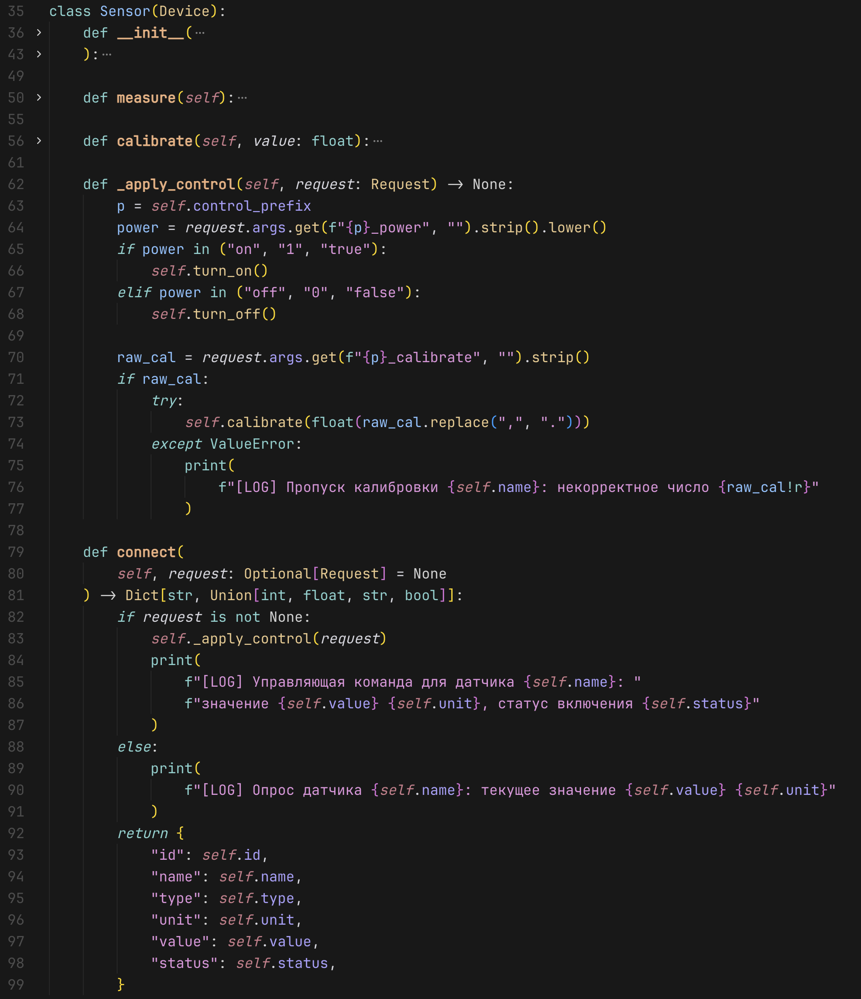 35 class Sensor(Device):
36 > def __init__(···
43 > ):···
49
50 > def measure(self):···
55
56 > def calibrate(self, value: float):···
61
62 def _apply_control(self, request: Request) -> None:
63 p = self.control_prefix
64 power = request.args.get(f"{p}_power", "").strip().lower()
65 if power in ("on", "1", "true"):
66 self.turn_on()
67 elif power in ("off", "0", "false"):
68 self.turn_off()
69
70 raw_cal = request.args.get(f"{p}_calibrate", "").strip()
71 if raw_cal:
72 try:
73 self.calibrate(float(raw_cal.replace(",", ".")))
74 except ValueError:
75 print(
76 f"[LOG] Пропуск калибровки {self.name}: некорректное число {raw_cal!r}"
77 )
78
79 def connect(
80 self, request: Optional[Request] = None
81 ) -> Dict[str, Union[int, float, str, bool]]:
82 if request is not None:
83 self._apply_control(request)
84 print(
85 f"[LOG] Управляющая команда для датчика {self.name}: "
86 f"значение {self.value} {self.unit}, статус включения {self.status}"
87 )
88 else:
89 print(
90 f"[LOG] Опрос датчика {self.name}: текущее значение {self.value} {self.unit}"
91 )
92 return {
93 "id": self.id,
94 "name": self.name,
95 "type": self.type,
96 "unit": self.unit,
97 "value": self.value,
98 "status": self.status,
99 }